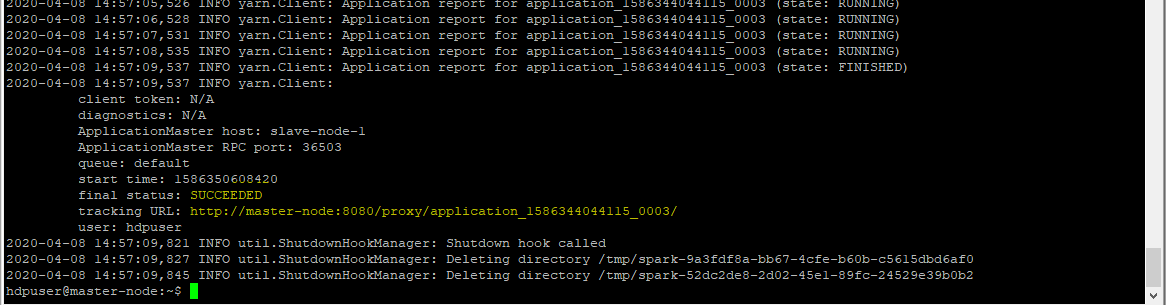 2020-04-08 14:57:05,526 INFO yarn.Client: Application report for application_1586344044115_0003 (state: RUNNING)
2020-04-08 14:57:06,528 INFO yarn.Client: Application report for application_1586344044115_0003 (state: RUNNING)
2020-04-08 14:57:07,531 INFO yarn.Client: Application report for application_1586344044115_0003 (state: RUNNING)
2020-04-08 14:57:08,535 INFO yarn.Client: Application report for application_1586344044115_0003 (state: RUNNING)
2020-04-08 14:57:09,537 INFO yarn.Client: Application report for application_1586344044115_0003 (state: FINISHED)
2020-04-08 14:57:09,537 INFO yarn.Client:
client token: N/A
diagnostics: N/A
ApplicationMaster host: slave-node-1
ApplicationMaster RPC port: 36503
queue: default
start time: 1586350608420
final status: SUCCEEDED
tracking URL: http://master-node:8080/proxy/application_1586344044115_0003/
user: hdpuser
2020-04-08 14:57:09,821 INFO util.ShutdownHookManager: Shutdown hook called
2020-04-08 14:57:09,827 INFO util.ShutdownHookManager: Deleting directory /tmp/spark-9a3fdf8a-bb67-4cfe-b60b-c5615dbd6af0
2020-04-08 14:57:09,845 INFO util.ShutdownHookManager: Deleting directory /tmp/spark-52dc2de8-2d02-45e1-89fc-24529e39b0b2
hdpuser@master-node:~$